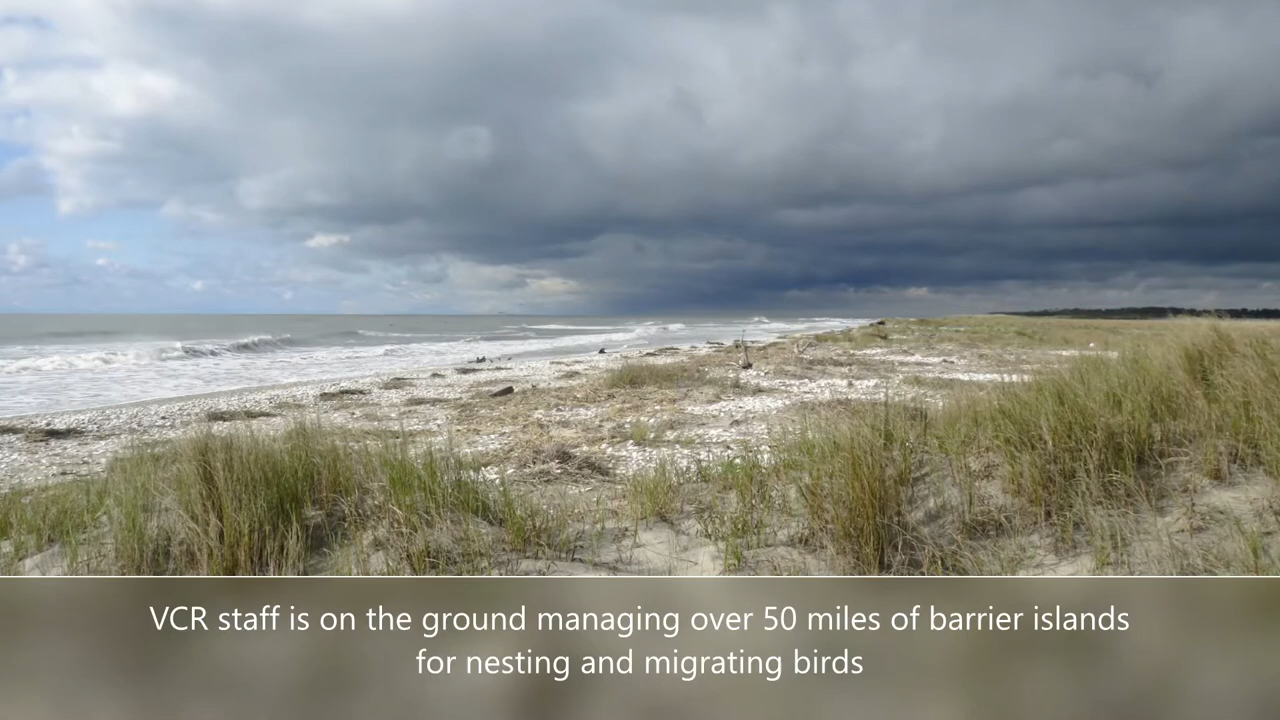 VCR staff is on the ground managing over 50 miles of barrier islands
for nesting and migrating birds